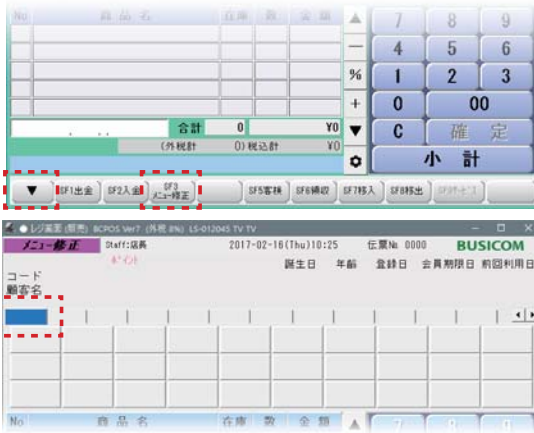 No 商品名 在庫 数 金額 ▲ 7 8 9
— 4 5 6
% 1 2 3
+ 0 00
合計 0 ¥0 ▼ C 確定
(外税計 0) 税込計 ¥0 小計
▼ SF1出金 SF2入金 SF3メニュー修正 SF5客換 SF6領収 SF7移入 SF8移出
レジ画面 (販売) BCPOS Ver7 (外税 8%) LS-012045 TV TV
メニュー修正 Staff:店長 2017-02-16(Thu)10:25 伝票№ 0000 BUSICOM
ポイント 誕生日 年齢 登録日 会員期限日 前回利用日
コード
顧客名
No 商品名 在庫 数 金額 ▲ 7 8 9